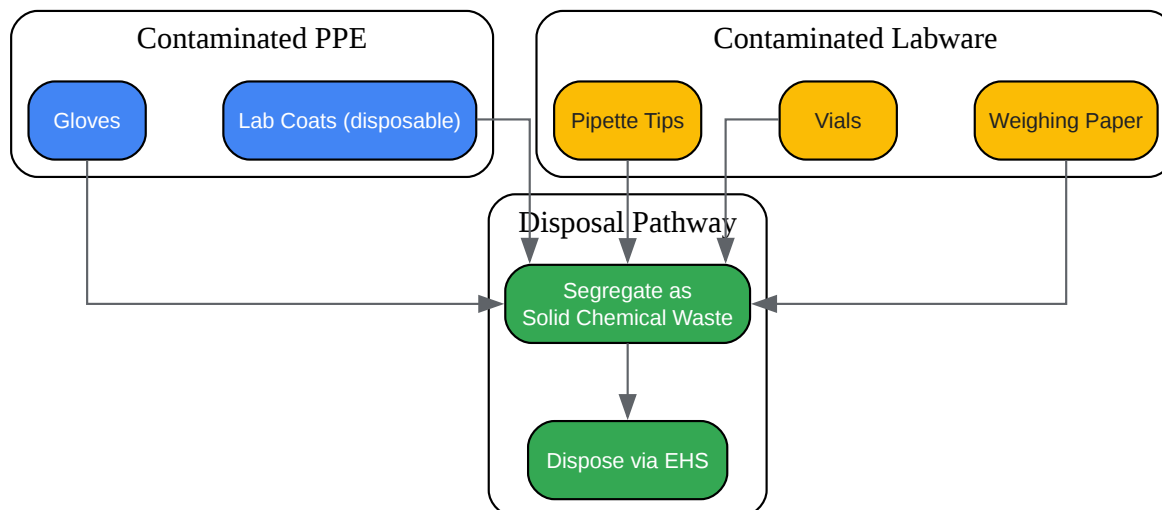 Contaminated PPE
Contaminated Labware
Gloves
Lab Coats (disposable)
Pipette Tips
Vials
Weighing Paper
Disposal Pathway
Segregate as
Solid Chemical Waste
Dispose via EHS